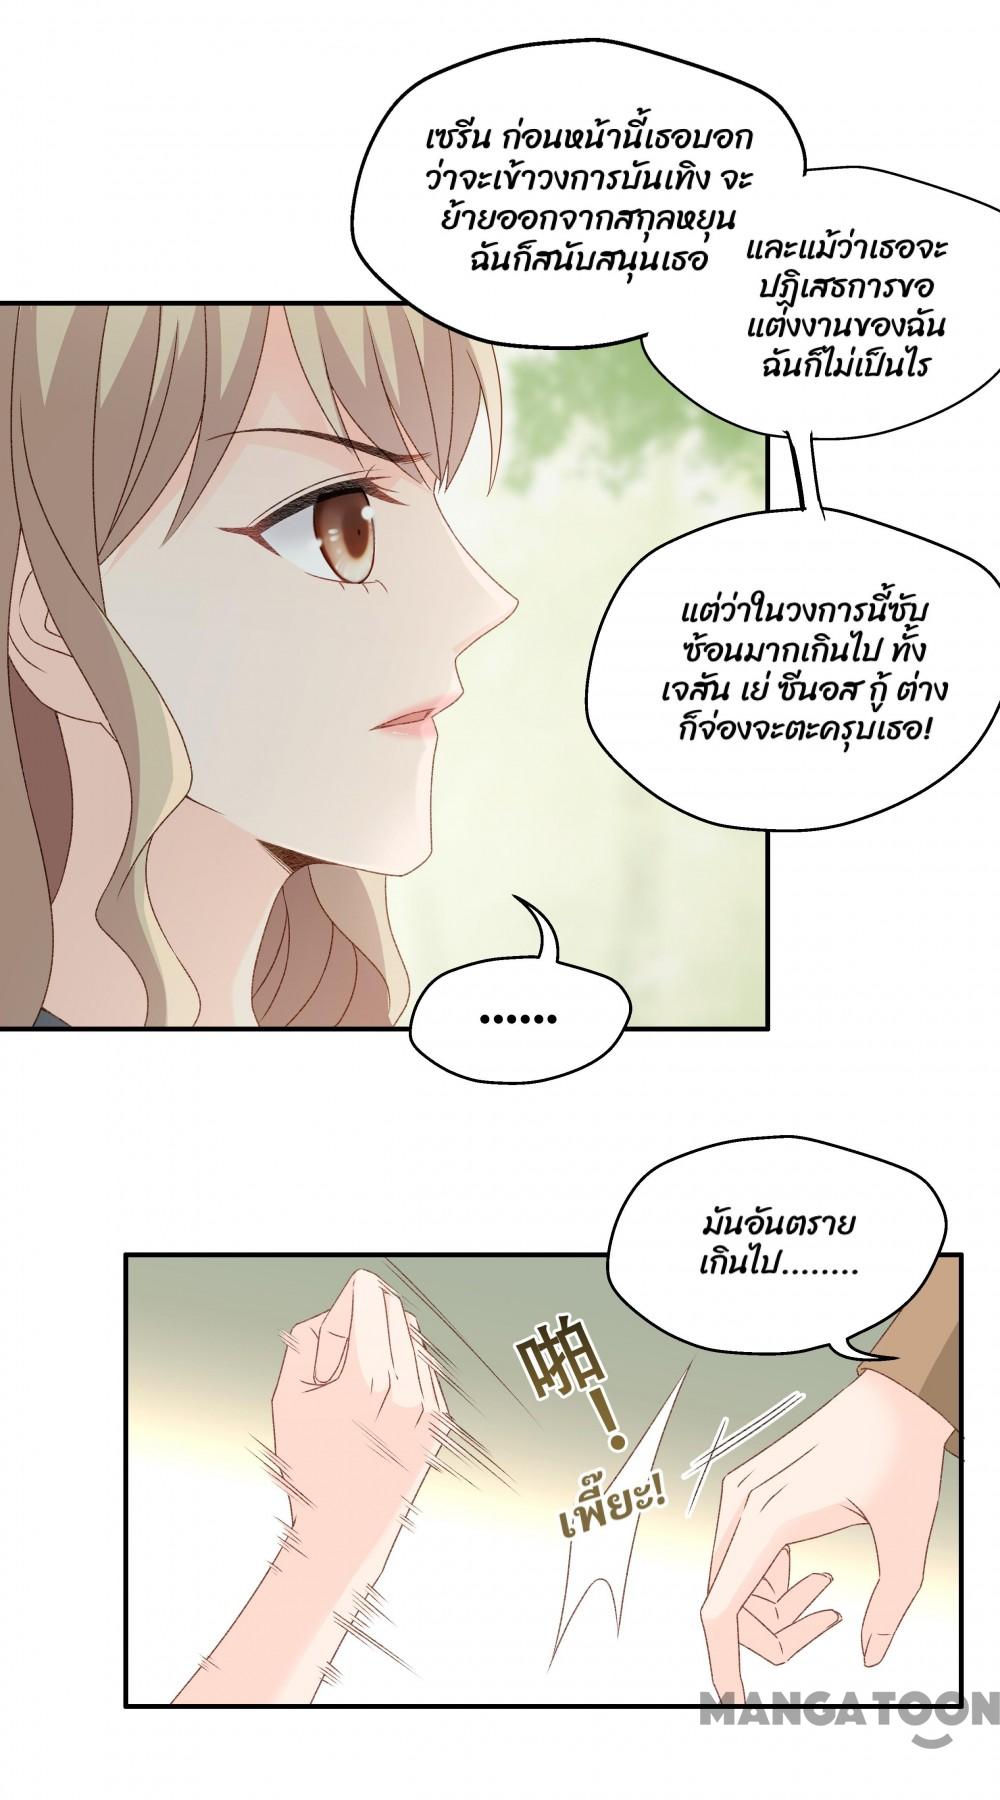 เซรีน ก่อนหน้านี้เธอบอก
ว่าจะเข้าวงการบันเทิง จะ
ย้ายออกจากสกุลหยุน
ฉันก็สนับสนุนเธอ
และแม้ว่าเธอจะ
ปฏิเสธการขอ
แต่งงานของฉัน
ฉันก็ไม่เป็นไร
แต่ว่าในวงการนี้ซับ
ซ้อนมากเกินไป ทั้ง
เจสัน เย่ ซีนอส กู้ ต่าง
ก็จ่องจะตะครุบเธอ!
......
มันอันตราย
เกินไป........
啪!
เพี๊ยะ!
MANGATOON